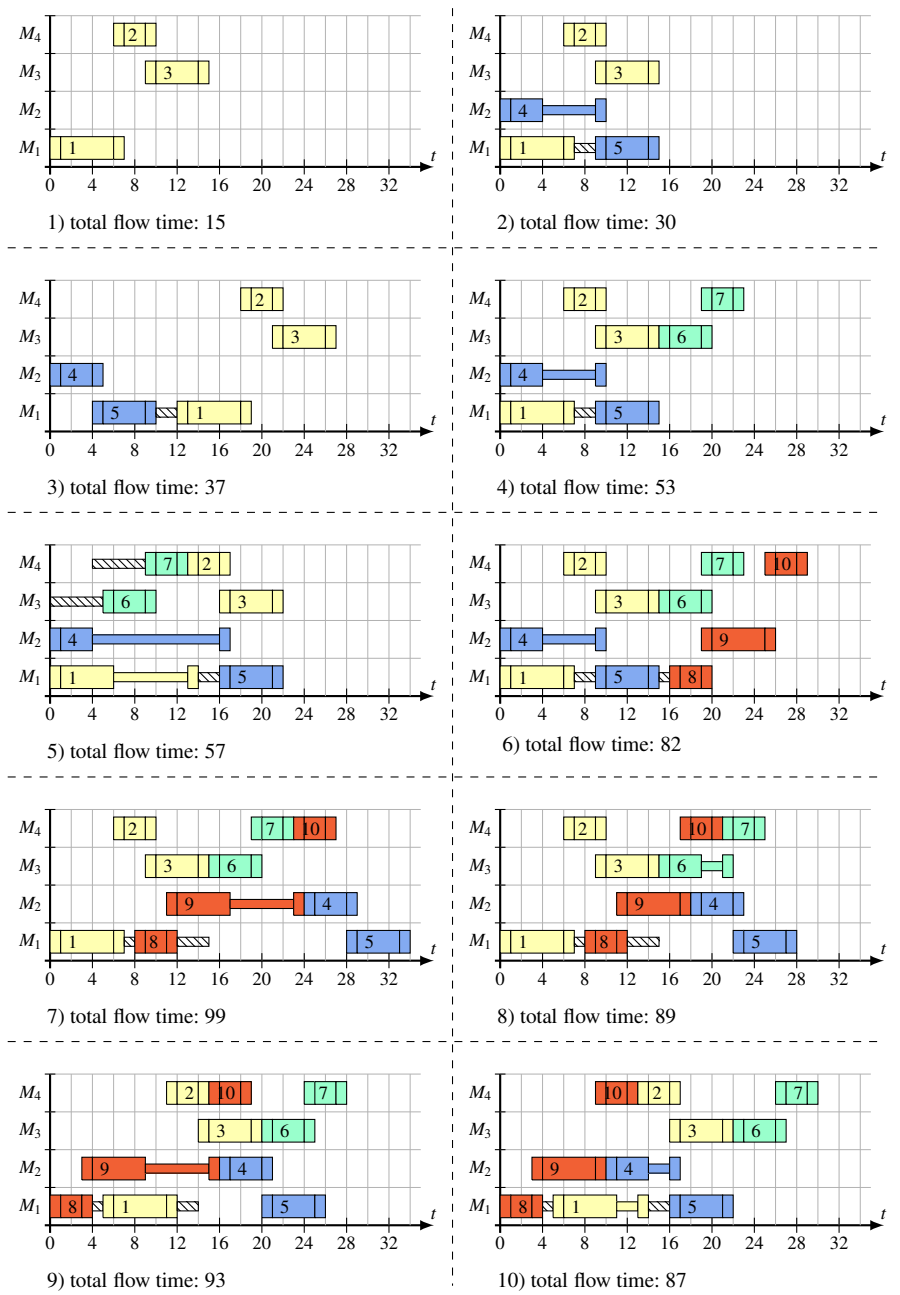 M4 2
M3 3
M2
M1 1
t
0 4 8 12 16 20 24 28 32
1) total flow time: 15
M4 2
M3 3
M2 4
M1 1 5
t
0 4 8 12 16 20 24 28 32
2) total flow time: 30
M4 2
M3 3
M2 4
M1 5 1
t
0 4 8 12 16 20 24 28 32
3) total flow time: 37
M4 2 7
M3 3 6
M2 4
M1 1 5
t
0 4 8 12 16 20 24 28 32
4) total flow time: 53
M4 7 2
M3 6 3
M2 4
M1 1 5
t
0 4 8 12 16 20 24 28 32
5) total flow time: 57
M4 2 7 10
M3 3 6
M2 4 9
M1 1 5 8
t
0 4 8 12 16 20 24 28 32
6) total flow time: 82
M4 2 7 10
M3 3 6
M2 9 4
M1 1 8 5
t
0 4 8 12 16 20 24 28 32
7) total flow time: 99
M4 2 10 7
M3 3 6
M2 9 4
M1 1 8 5
t
0 4 8 12 16 20 24 28 32
8) total flow time: 89
M4 2 10 7
M3 3 6
M2 9 4
M1 8 1 5
t
0 4 8 12 16 20 24 28 32
9) total flow time: 93
M4 10 2 7
M3 3 6
M2 9 4
M1 8 1 5
t
0 4 8 12 16 20 24 28 32
10) total flow time: 87